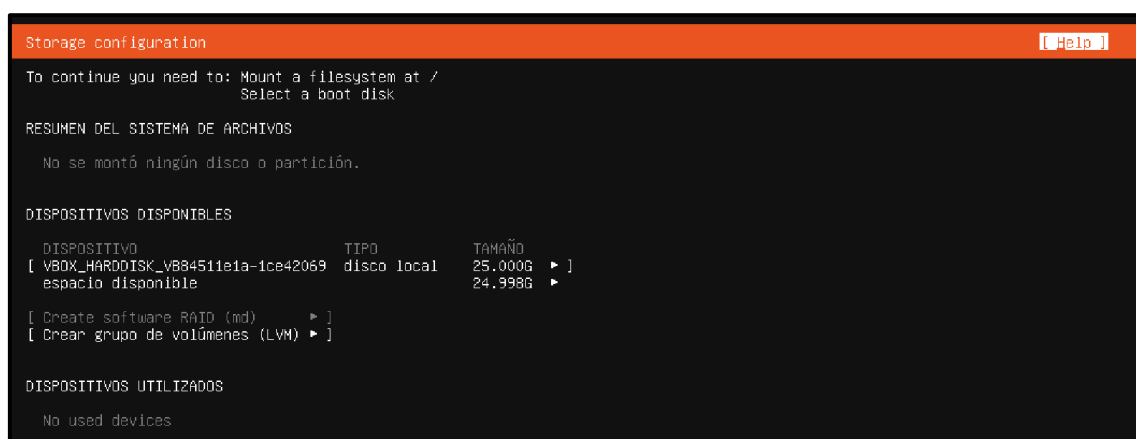 Storage configuration [ Help ]
To continue you need to: Mount a filesystem at /
Select a boot disk
RESUMEN DEL SISTEMA DE ARCHIVOS
No se montó ningún disco o partición.
DISPOSITIVOS DISPONIBLES
DISPOSITIVO TIPO TAMAÑO
[ VBOX_HARDDISK_VB84511e1a-1ce42069 disco local 25.000G ► ]
espacio disponible 24.998G ►
[ Create software RAID (md) ► ]
[ Crear grupo de volúmenes (LVM) ► ]
DISPOSITIVOS UTILIZADOS
No used devices